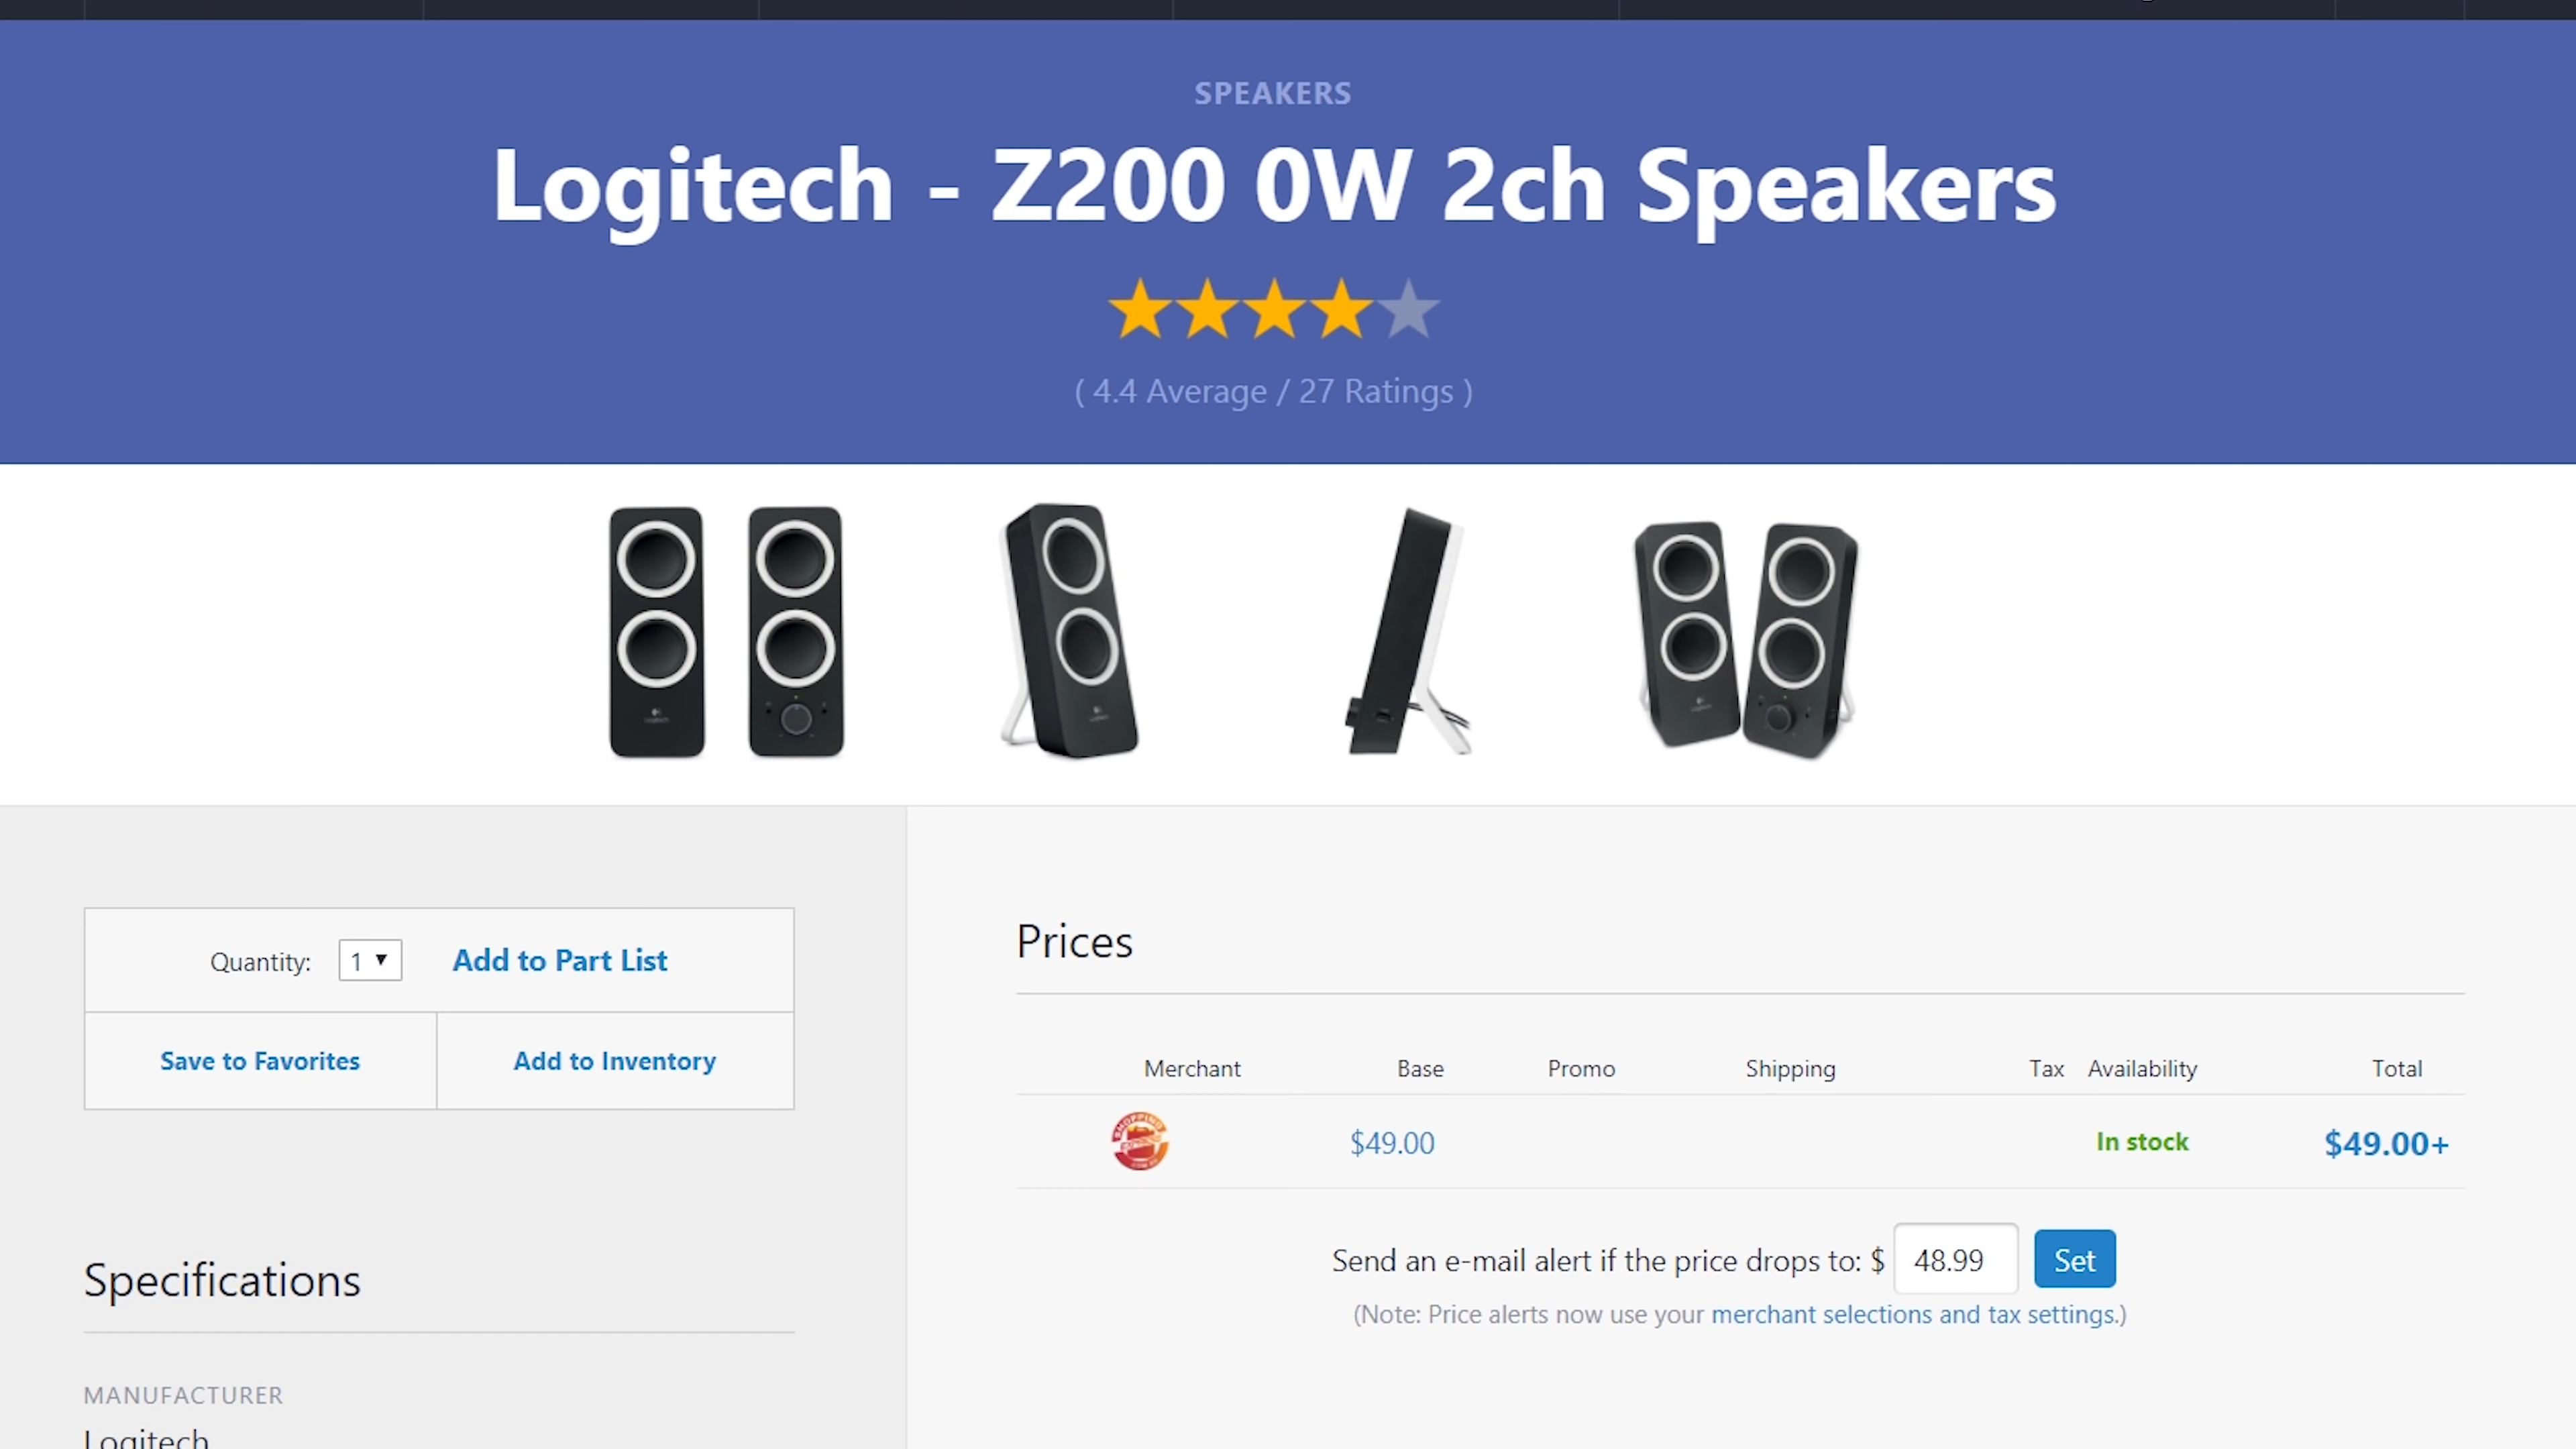 SPEAKERS
Logitech - Z200 0W 2ch Speakers
( 4.4 Average / 27 Ratings )
Quantity: 1 Add to Part List
Save to Favorites Add to Inventory
Specifications
MANUFACTURER
Logitech
Prices
Merchant Base Promo Shipping Tax Availability Total
SHOPPING
$49.00 In stock $49.00+
Send an e-mail alert if the price drops to: $ 48.99 Set
(Note: Price alerts now use your merchant selections and tax settings.)